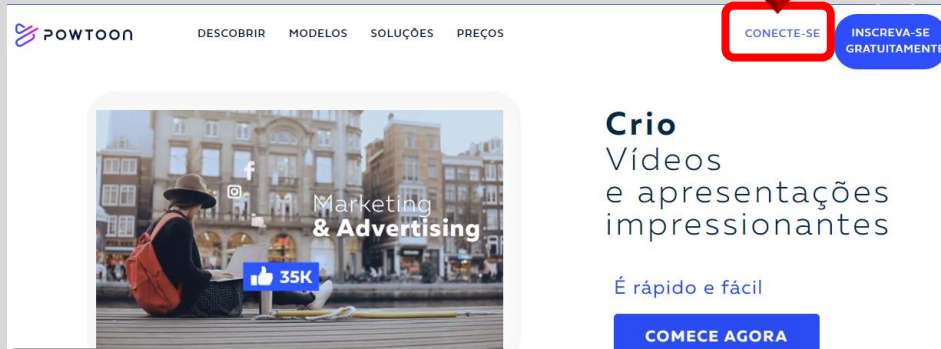 POWTOON
DESCOBRIR MODELOS SOLUÇÕES PREÇOS
CONECTE-SE
INSCREVA-SE
GRATUITAMENTE
Marketing
& Advertising
35K
Crio
Vídeos
e apresentações
impressionantes
É rápido e fácil
COMECE AGORA